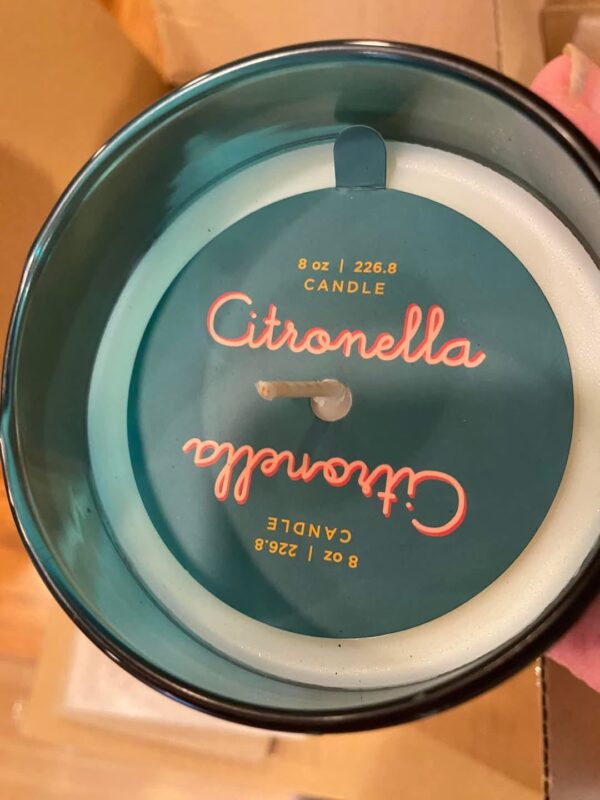 8 oz | 226.8
CANDLE
Citronella
Citronella
CANDLE
8 oz | 226.8